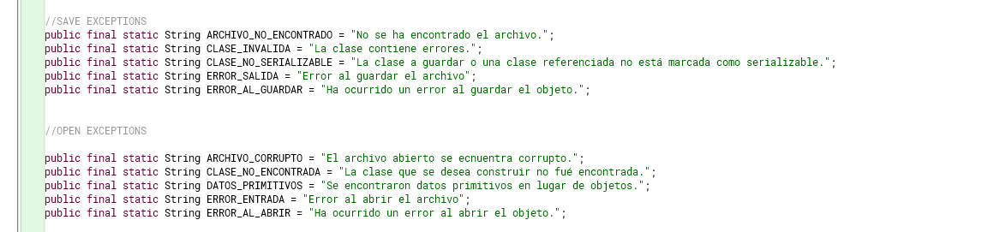 //SAVE EXCEPTIONS
public final static String ARCHIVO_NO_ENCONTRADO = "No se ha encontrado el archivo.";
public final static String CLASE_INVALIDA = "La clase contiene errores.";
public final static String CLASE_NO_SERIALIZABLE = "La clase a guardar o una clase referenciada no está marcada como serializable.";
public final static String ERROR_SALIDA = "Error al guardar el archivo";
public final static String ERROR_AL_GUARDAR = "Ha ocurrido un error al guardar el objeto.";
//OPEN EXCEPTIONS
public final static String ARCHIVO_CORRUPTO = "El archivo abierto se ecnuentra corrupto.";
public final static String CLASE_NO_ENCONTRADA = "La clase que se desea construir no fué encontrada.";
public final static String DATOS_PRIMITIVOS = "Se encontraron datos primitivos en lugar de objetos.";
public final static String ERROR_ENTRADA = "Error al abrir el archivo";
public final static String ERROR_AL_ABRIR = "Ha ocurrido un error al abrir el objeto.";